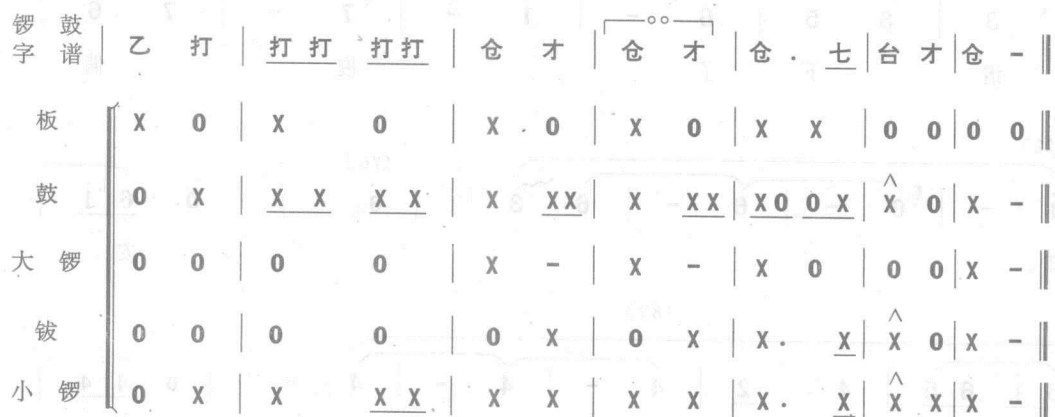 锣 鼓
字 谱 乙 打 | 打 打 打打 | 仓 才 | 仓 才 | 仓 . 七 | 台 才 | 仓 - ‖
板 X 0 | X 0 | X . 0 | X 0 | X X | 0 0 | 0 0 ‖
鼓 0 X | X X X X | X XX | X XX | X0 0X | X 0 | X - ‖
大 锣 0 0 | 0 0 | X - | X - | X 0 | 0 0 | X - ‖
钹 0 0 | 0 0 | 0 X | 0 X | X . X | X 0 | X - ‖
小 锣 0 X | X XX | X X | X X | X . X | X X | X - ‖